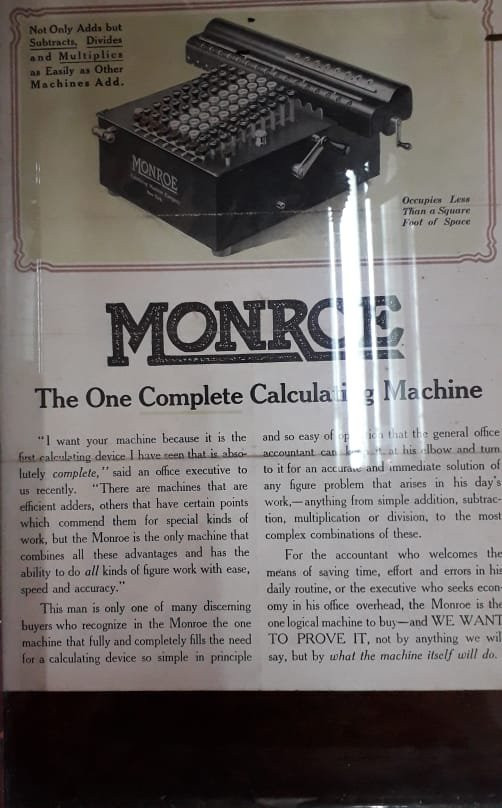 Not Only Adds but
Subtracts, Divides
and Multiplies
as Easily as Other
Machines Add.
MONROE
Calculating Machine Company
New York
Occupies Less
Than a Square
Foot of Space
MONROE
The One Complete Calculating Machine
"I want your machine because it is the
first calculating device I have seen that is abso-
lutely complete," said an office executive to
us recently. "There are machines that are
efficient adders, others that have certain points
which commend them for special kinds of
work, but the Monroe is the only machine that
combines all these advantages and has the
ability to do all kinds of figure work with ease,
speed and accuracy."
This man is only one of many discerning
buyers who recognize in the Monroe the one
machine that fully and completely fills the need
for a calculating device so simple in principle
and so easy of operation that the general office
accountant can keep it at his elbow and turn
to it for an accurate and immediate solution of
any figure problem that arises in his day's
work,—anything from simple addition, subtrac-
tion, multiplication or division, to the most
complex combinations of these.
For the accountant who welcomes the
means of saving time, effort and errors in his
daily routine, or the executive who seeks econ-
omy in his office overhead, the Monroe is the
one logical machine to buy—and WE WANT
TO PROVE IT, not by anything we will
say, but by what the machine itself will do.